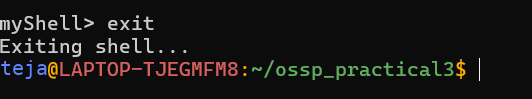 myShell> exit
Exiting shell...
teja@LAPTOP-TJEGMFM8:~/ossp_practical3$